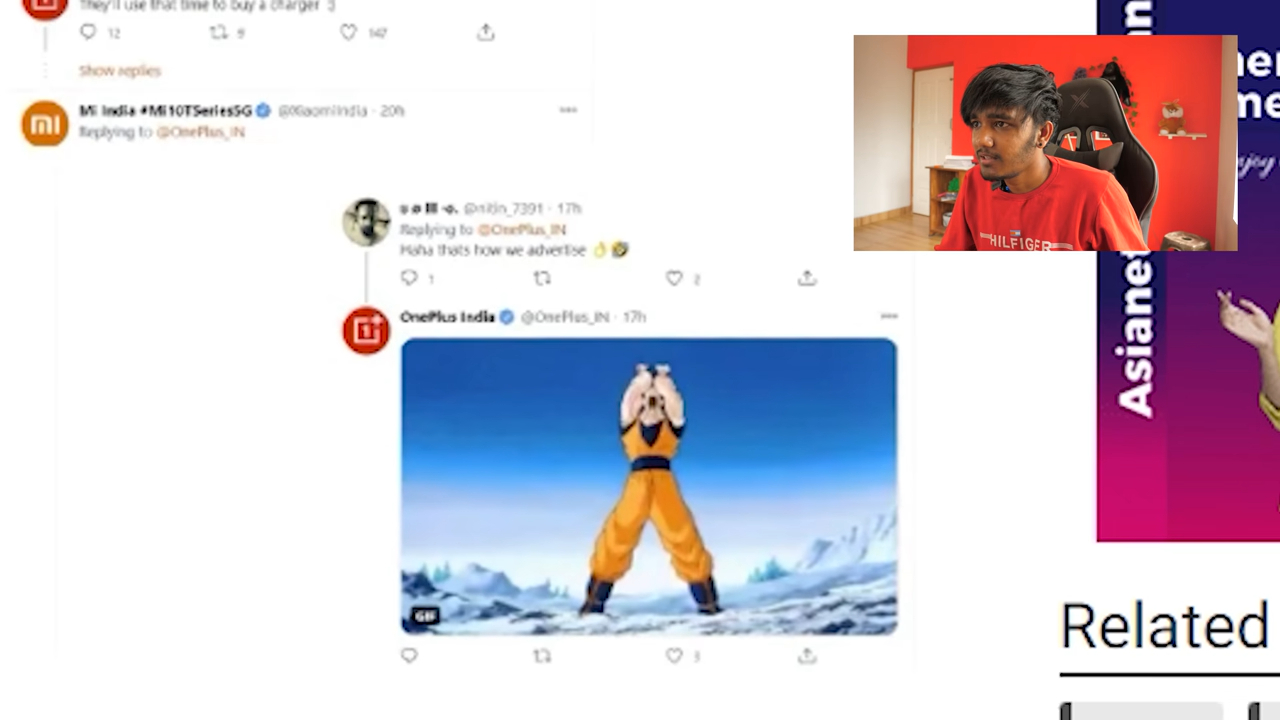 They'll use that time to buy a charger :)
12 9 147
Show replies
mi
Mi India #Mi10TSeries5G @XiaomiIndia · 20h
Replying to @OnePlus_IN
@nitin_7391 · 17h
Replying to @OnePlus_IN
Haha thats how we advertise 👌🤣
1 2
OnePlus India @OnePlus_IN · 17h
GIF
3
HILFIGER
Asianet
Related